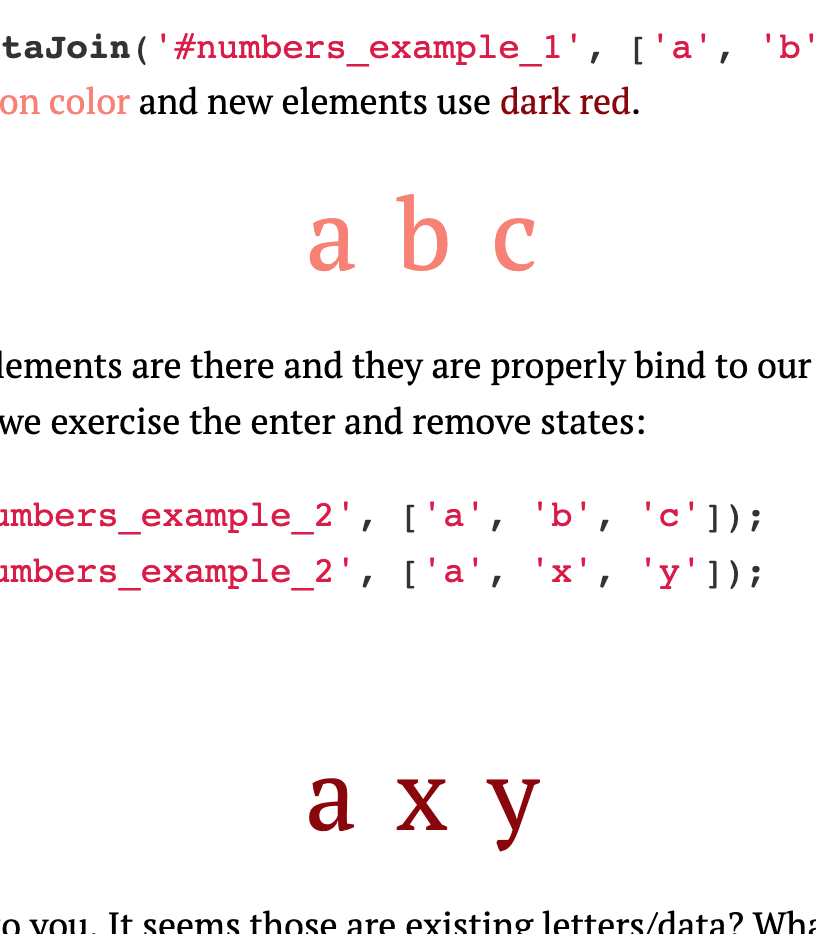 taJoin('#numbers_example_1', ['a', 'b'
on color and new elements use dark red.
a b c
lements are there and they are properly bind to our
we exercise the enter and remove states:
umbers_example_2', ['a', 'b', 'c']);
umbers_example_2', ['a', 'x', 'y']);
a x y
to you. It seems those are existing letters/data? Wha